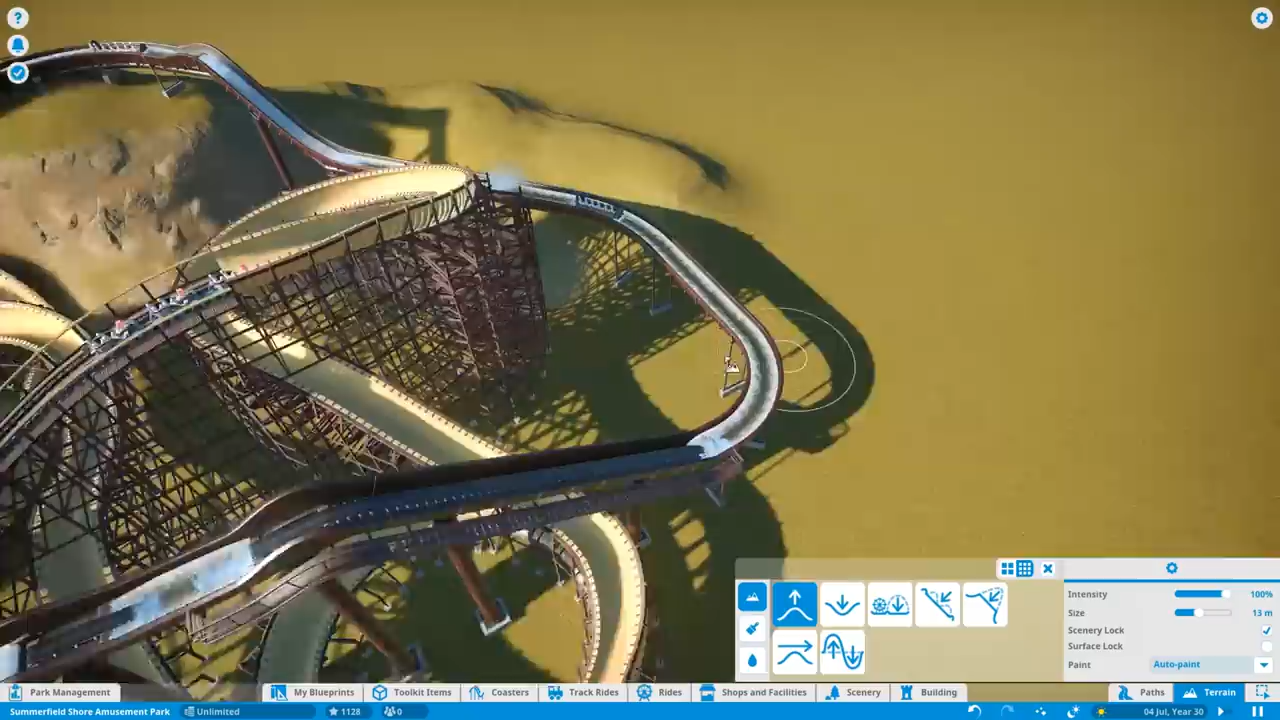 Intensity 100%
Size 13 m
Scenery Lock
Surface Lock
Paint Auto-paint
Park Management My Blueprints Toolkit Items Coasters Track Rides Rides Shops and Facilities Scenery Building Paths Terrain
Summerfield Shore Amusement Park Unlimited 1128 0 04 Jul, Year 30